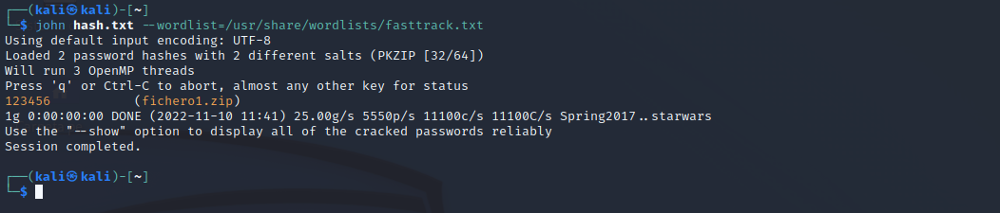 ┌──(kali㉿kali)-[~]
└─$ john hash.txt --wordlist=/usr/share/wordlists/fasttrack.txt
Using default input encoding: UTF-8
Loaded 2 password hashes with 2 different salts (PKZIP [32/64])
Will run 3 OpenMP threads
Press 'q' or Ctrl-C to abort, almost any other key for status
123456           (fichero1.zip)
1g 0:00:00:00 DONE (2022-11-10 11:41) 25.00g/s 5550p/s 11100c/s 11100C/s Spring2017..starwars
Use the "--show" option to display all of the cracked passwords reliably
Session completed.
┌──(kali㉿kali)-[~]
└─$